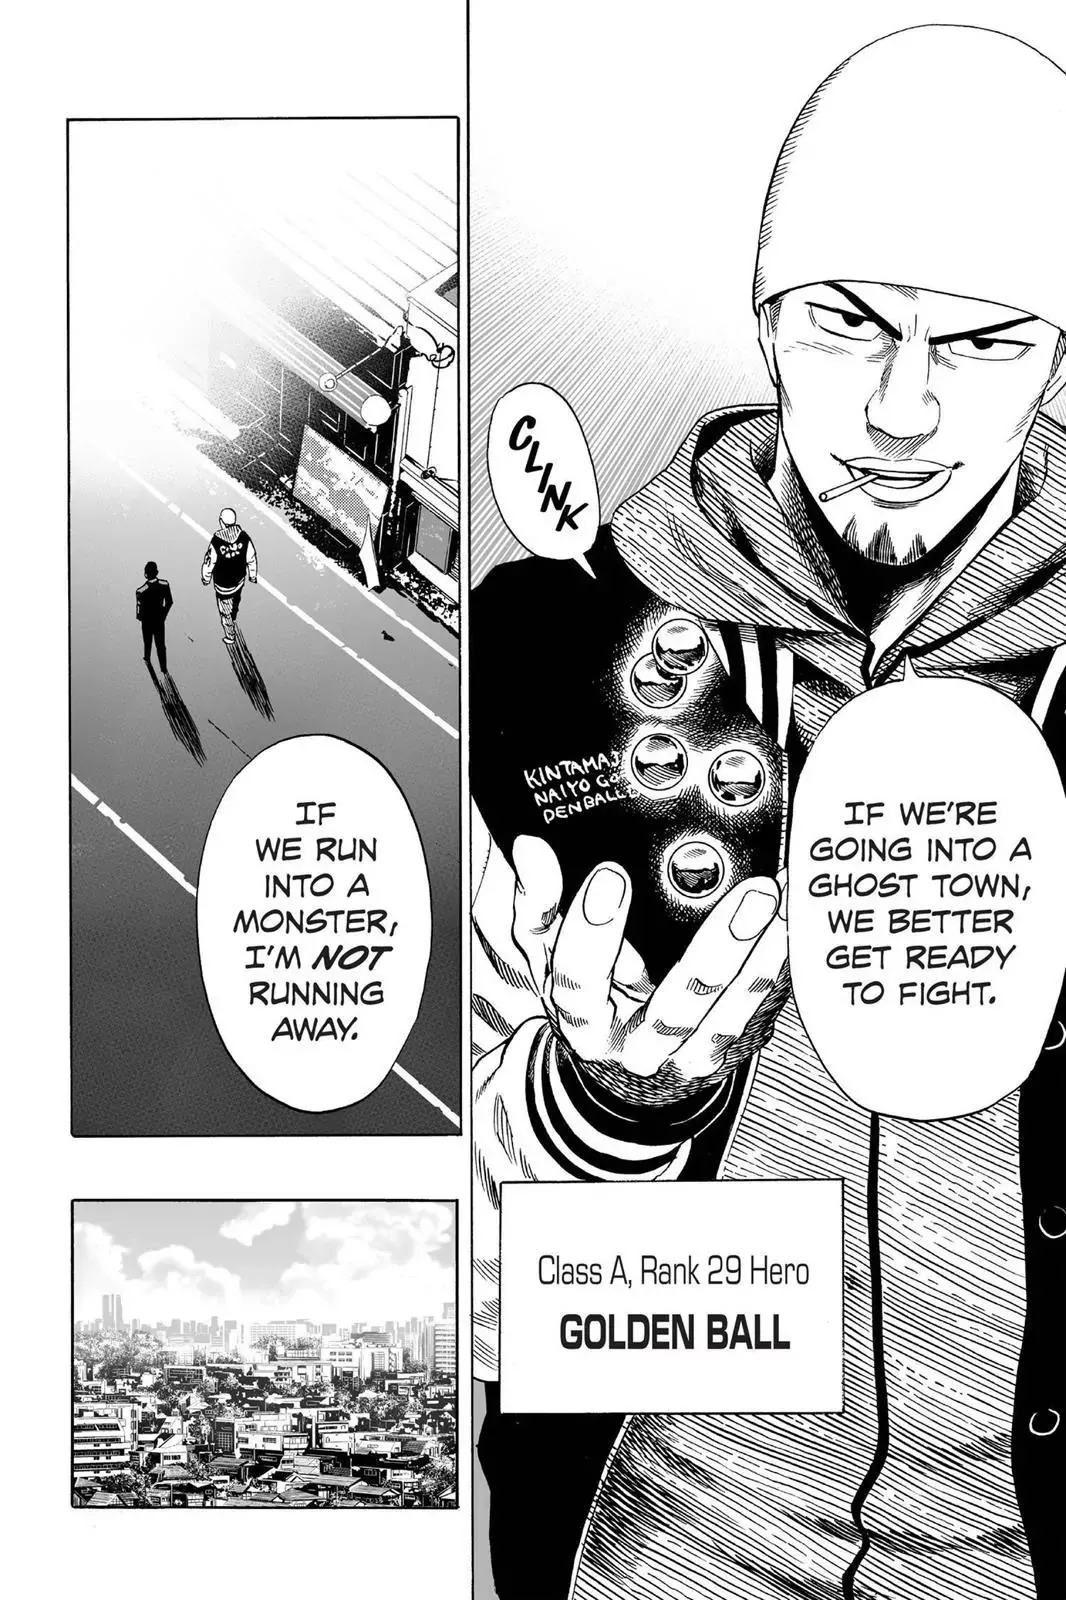 CLINK
IF WE'RE
GOING INTO A
GHOST TOWN,
WE BETTER
GET READY
TO FIGHT.
KINTAMAJ
NAIYO GO
DENBALL
Class A, Rank 29 Hero
GOLDEN BALL
IF
WE RUN
INTO A
MONSTER,
I'M NOT
RUNNING
AWAY.